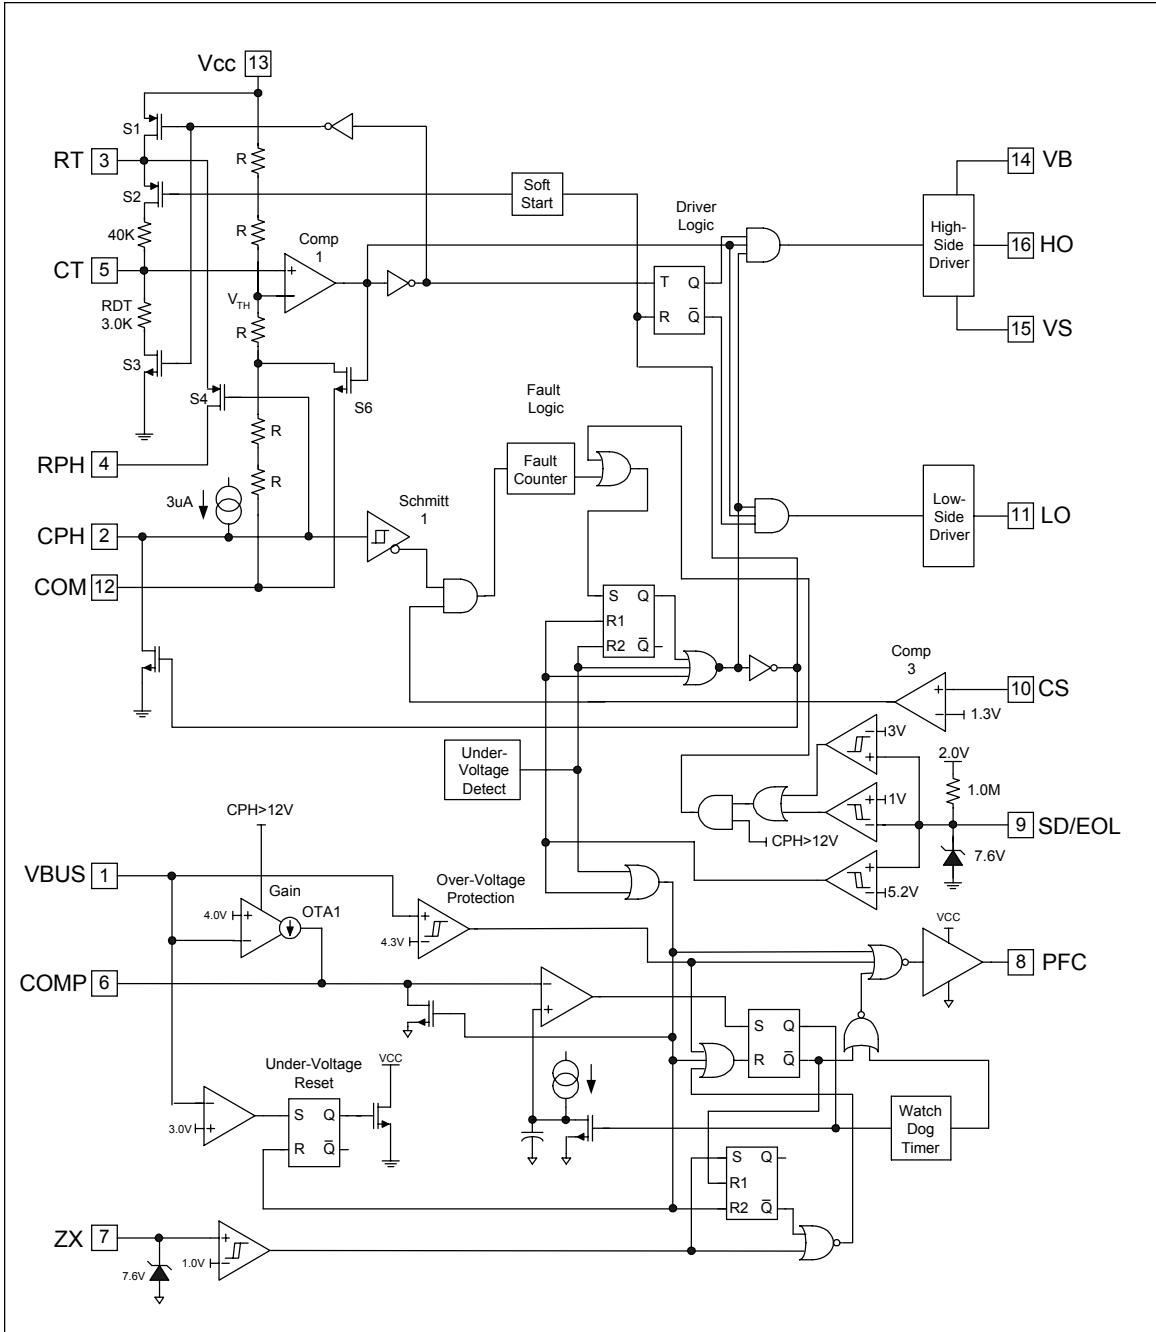 Vcc 13
S1
RT 3
R
S2
Soft
Start
14 VB
Driver
Logic
High-
Side
Driver
16 HO
40K
R
Comp
1
CT 5
+
−
V_TH
T Q
R Q̅
RDT
3.0K
R
15 VS
S3
S4
S6
Fault
Logic
R
RPH 4
Fault
Counter
R
3uA
Schmitt
1
Low-
Side
Driver
11 LO
CPH 2
COM 12
S Q
R1
R2 Q̅
Comp
3
+
−
10 CS
1.3V
3V
−
+
Under-
Voltage
Detect
2.0V
1.0M
+
1V
−
9 SD/EOL
CPH>12V
CPH>12V
7.6V
VBUS 1
+
−
5.2V
Gain
Over-Voltage
Protection
4.0V
+
−
OTA1
+
4.3V
−
VCC
8 PFC
COMP 6
−
+
S Q
R Q̅
Under-Voltage
Reset
VCC
−
3.0V
+
S Q
R Q̅
Watch
Dog
Timer
S Q
R1
R2 Q̅
ZX 7
+
1.0V
−
7.6V